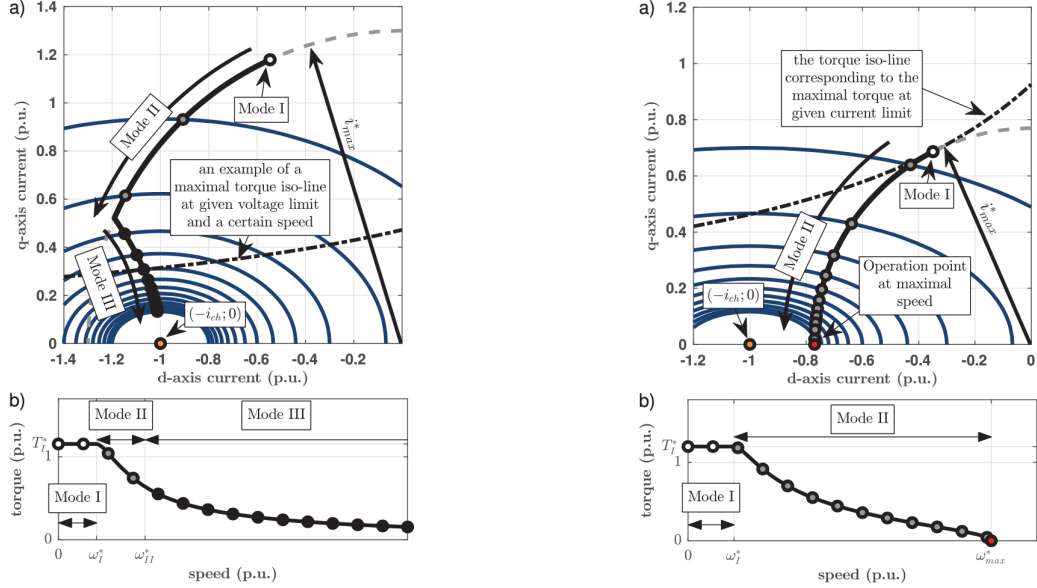 a)
1.4
1.2
1
0.8
0.6
0.4
0.2
0
q-axis current (p.u.)
-1.4
-1.2
-1
-0.8
-0.6
-0.4
-0.2
d-axis current (p.u.)
Mode II
Mode I
i*max
an example of a
maximal torque iso-line
at given voltage limit
and a certain speed
Mode III
(−ich; 0)
b)
torque (p.u.)
T*I
1
0
Mode II
Mode III
Mode I
0
ω*I
ω*II
speed (p.u.)
a)
1.2
1
0.8
0.6
0.4
0.2
0
q-axis current (p.u.)
-1.2
-1
-0.8
-0.6
-0.4
-0.2
0
d-axis current (p.u.)
the torque iso-line
corresponding to the
maximal torque at
given current limit
Mode I
i*max
Mode II
Operation point
at maximal
speed
(−ich; 0)
b)
torque (p.u.)
T*I
1
0
Mode II
Mode I
0
ω*I
ω*max
speed (p.u.)